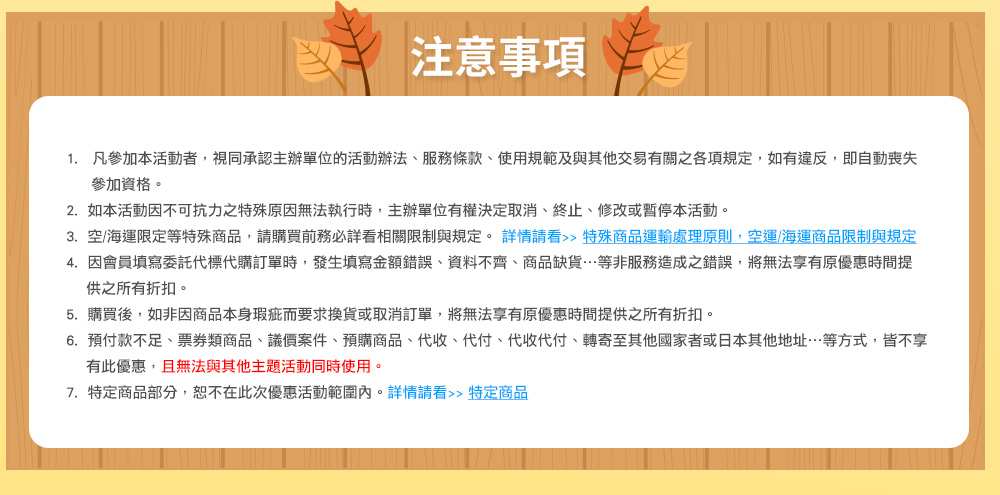 注意事項
1. 凡參加本活動者，視同承認主辦單位的活動辦法、服務條款、使用規範及與其他交易有關之各項規定，如有違反，即自動喪失
參加資格。
2. 如本活動因不可抗力之特殊原因無法執行時，主辦單位有權決定取消、終止、修改或暫停本活動。
3. 空/海運限定等特殊商品，請購買前務必詳看相關限制與規定。 詳情請看>> 特殊商品運輸處理原則，空運/海運商品限制與規定
4. 因會員填寫委託代標代購訂單時，發生填寫金額錯誤、資料不齊、商品缺貨…等非服務造成之錯誤，將無法享有原優惠時間提
供之所有折扣。
5. 購買後，如非因商品本身瑕疵而要求換貨或取消訂單，將無法享有原優惠時間提供之所有折扣。
6. 預付款不足、票券類商品、議價案件、預購商品、代收、代付、代收代付、轉寄至其他國家者或日本其他地址…等方式，皆不享
有此優惠，且無法與其他主題活動同時使用。
7. 特定商品部分，恕不在此次優惠活動範圍內。詳情請看>> 特定商品